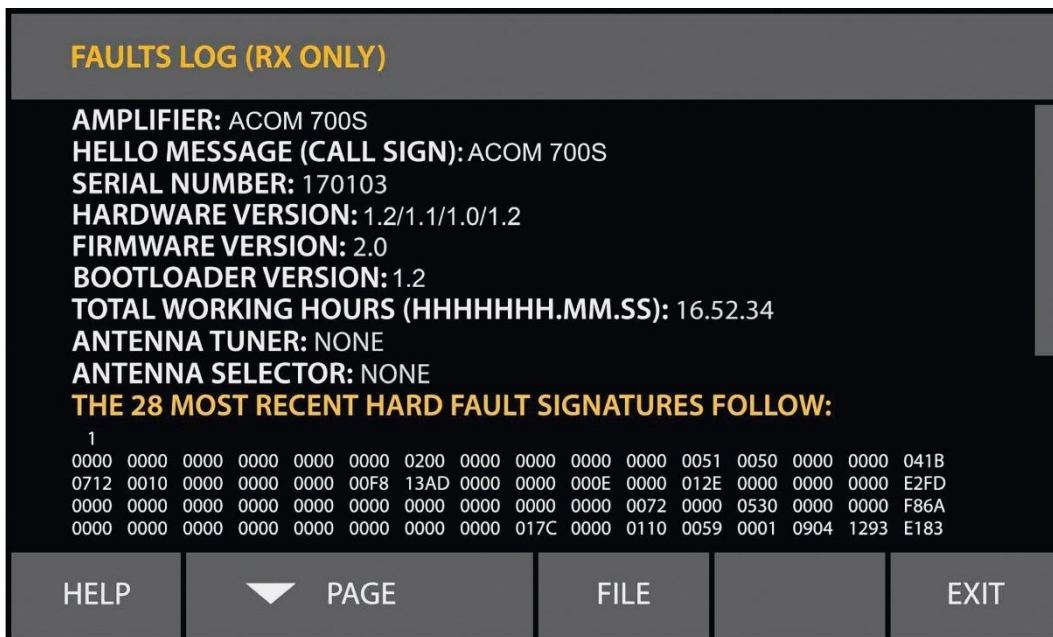 FAULTS LOG (RX ONLY)
AMPLIFIER: ACOM 700S
HELLO MESSAGE (CALL SIGN): ACOM 700S
SERIAL NUMBER: 170103
HARDWARE VERSION: 1.2/1.1/1.0/1.2
FIRMWARE VERSION: 2.0
BOOTLOADER VERSION: 1.2
TOTAL WORKING HOURS (HHHHHHH.MM.SS): 16.52.34
ANTENNA TUNER: NONE
ANTENNA SELECTOR: NONE
THE 28 MOST RECENT HARD FAULT SIGNATURES FOLLOW:
1
0000 0000 0000 0000 0000 0000 0200 0000 0000 0000 0000 0051 0050 0000 0000 041B
0712 0010 0000 0000 0000 00F8 13AD 0000 0000 000E 0000 012E 0000 0000 0000 E2FD
0000 0000 0000 0000 0000 0000 0000 0000 0000 0000 0072 0000 0530 0000 0000 F86A
0000 0000 0000 0000 0000 0000 0000 0000 017C 0000 0110 0059 0001 0904 1293 E183
HELP PAGE FILE EXIT